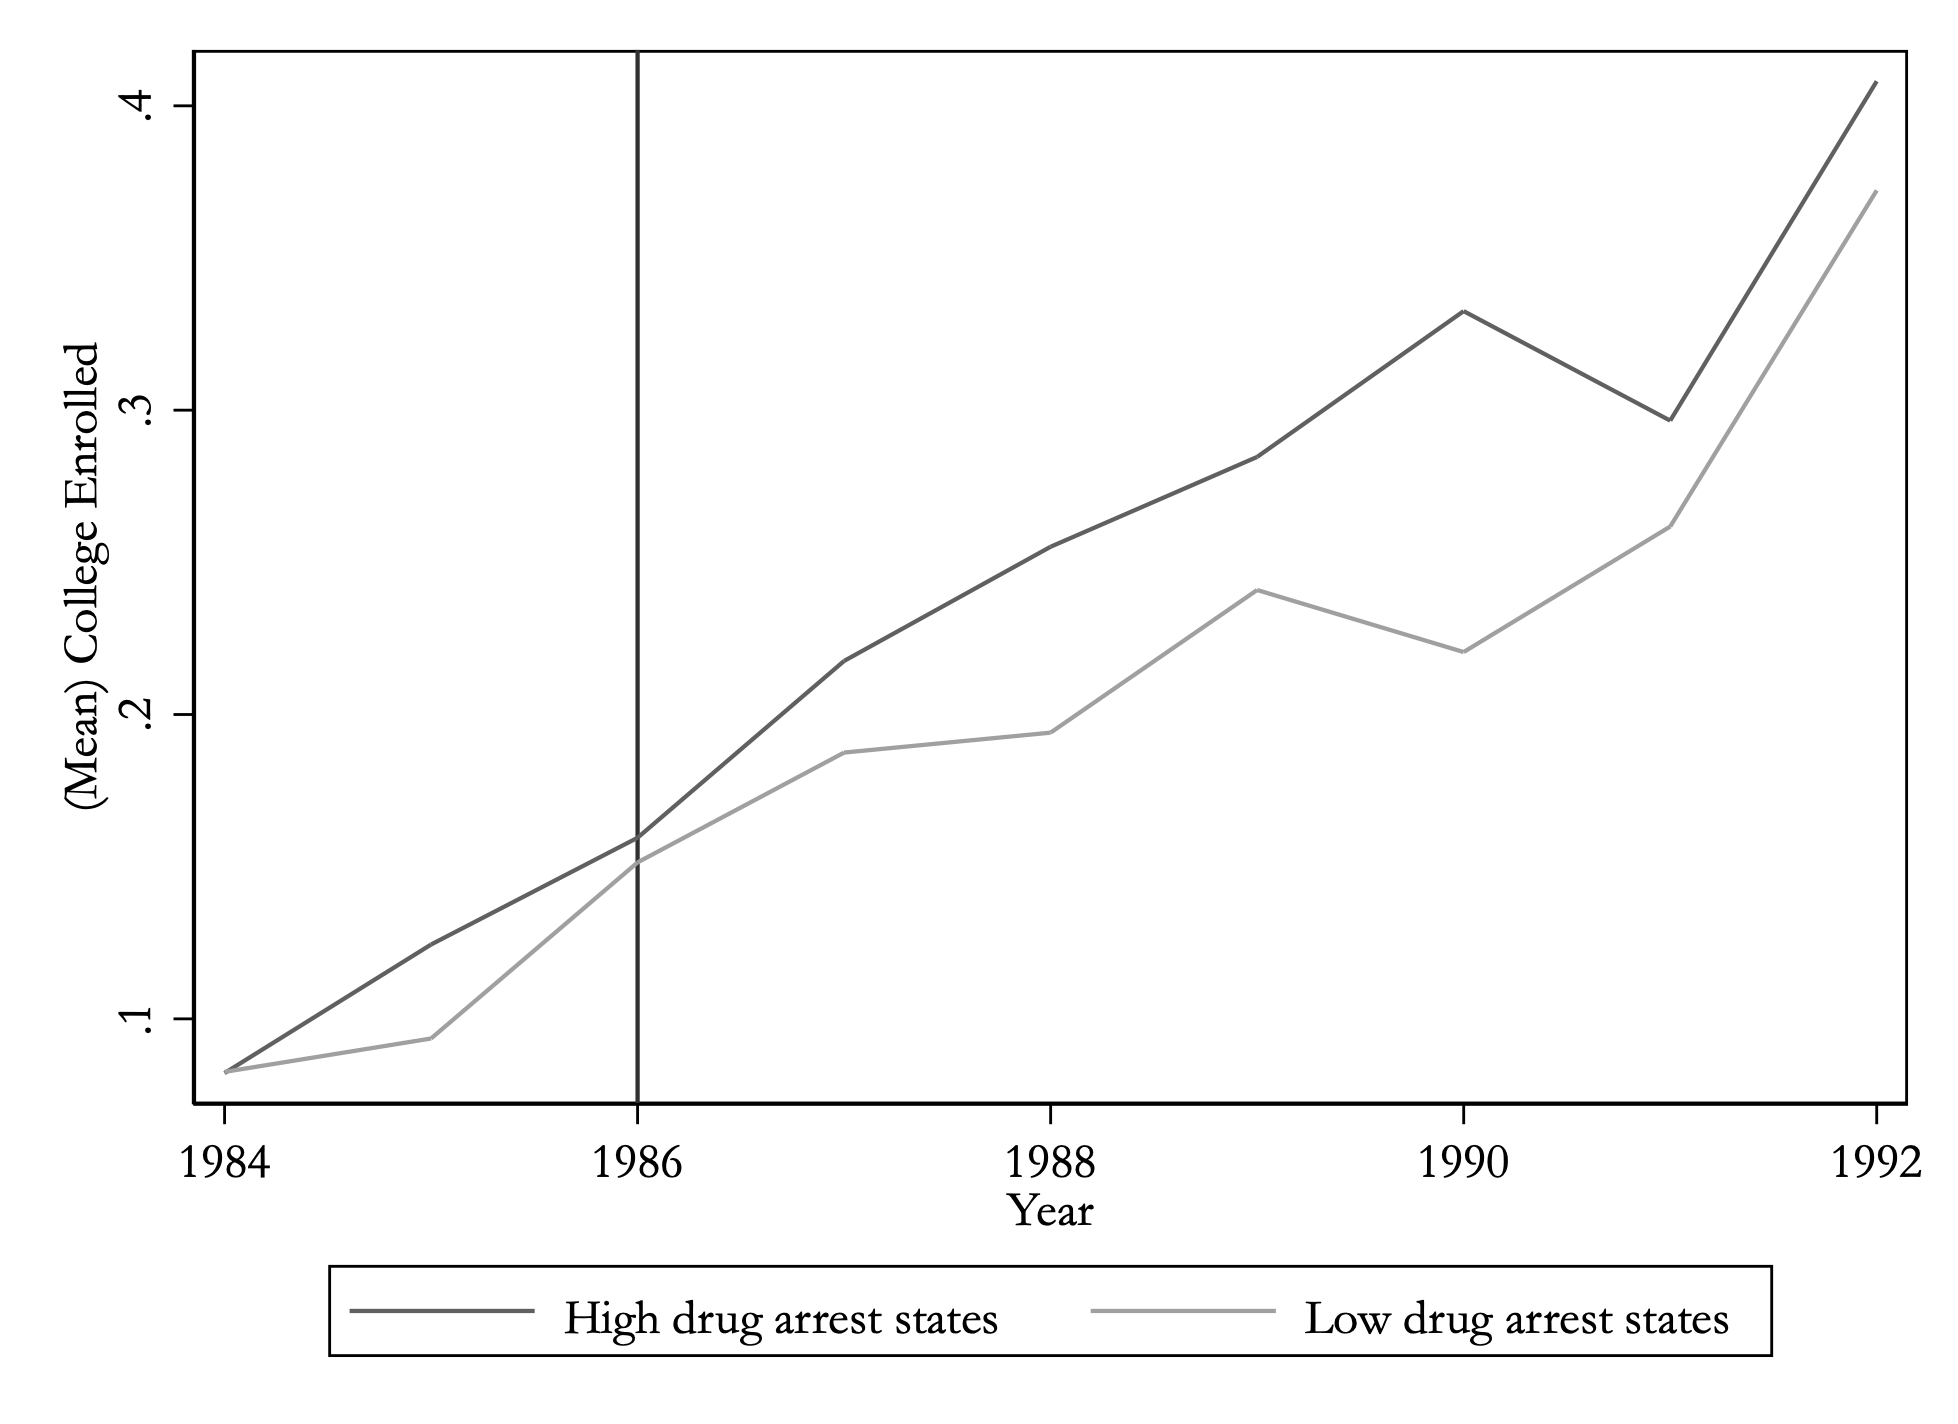 .4
.3
.2
.1
(Mean) College Enrolled
1984 1986 1988 1990 1992
Year
High drug arrest states Low drug arrest states